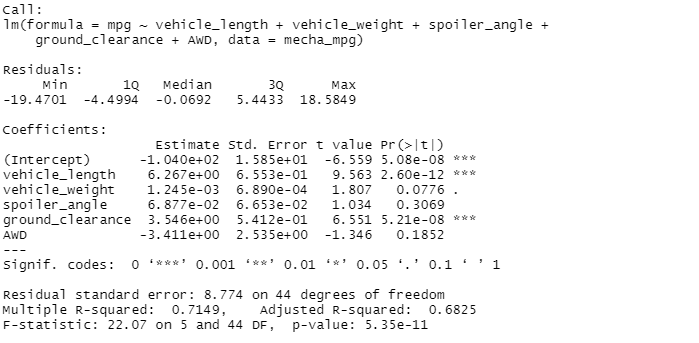 Call:
lm(formula = mpg ~ vehicle_length + vehicle_weight + spoiler_angle +
    ground_clearance + AWD, data = mecha_mpg)

Residuals:
     Min       1Q   Median       3Q      Max
-19.4701  -4.4994  -0.0692   5.4433  18.5849

Coefficients:
                   Estimate Std. Error t value Pr(>|t|)
(Intercept)      -1.040e+02  1.585e+01  -6.559 5.08e-08 ***
vehicle_length    6.267e+00  6.553e-01   9.563 2.60e-12 ***
vehicle_weight    1.245e-03  6.890e-04   1.807   0.0776 .
spoiler_angle     6.877e-02  6.653e-02   1.034   0.3069
ground_clearance  3.546e+00  5.412e-01   6.551 5.21e-08 ***
AWD              -3.411e+00  2.535e+00  -1.346   0.1852
---
Signif. codes:  0 ‘***’ 0.001 ‘**’ 0.01 ‘*’ 0.05 ‘.’ 0.1 ‘ ’ 1

Residual standard error: 8.774 on 44 degrees of freedom
Multiple R-squared:  0.7149,    Adjusted R-squared:  0.6825
F-statistic: 22.07 on 5 and 44 DF,  p-value: 5.35e-11